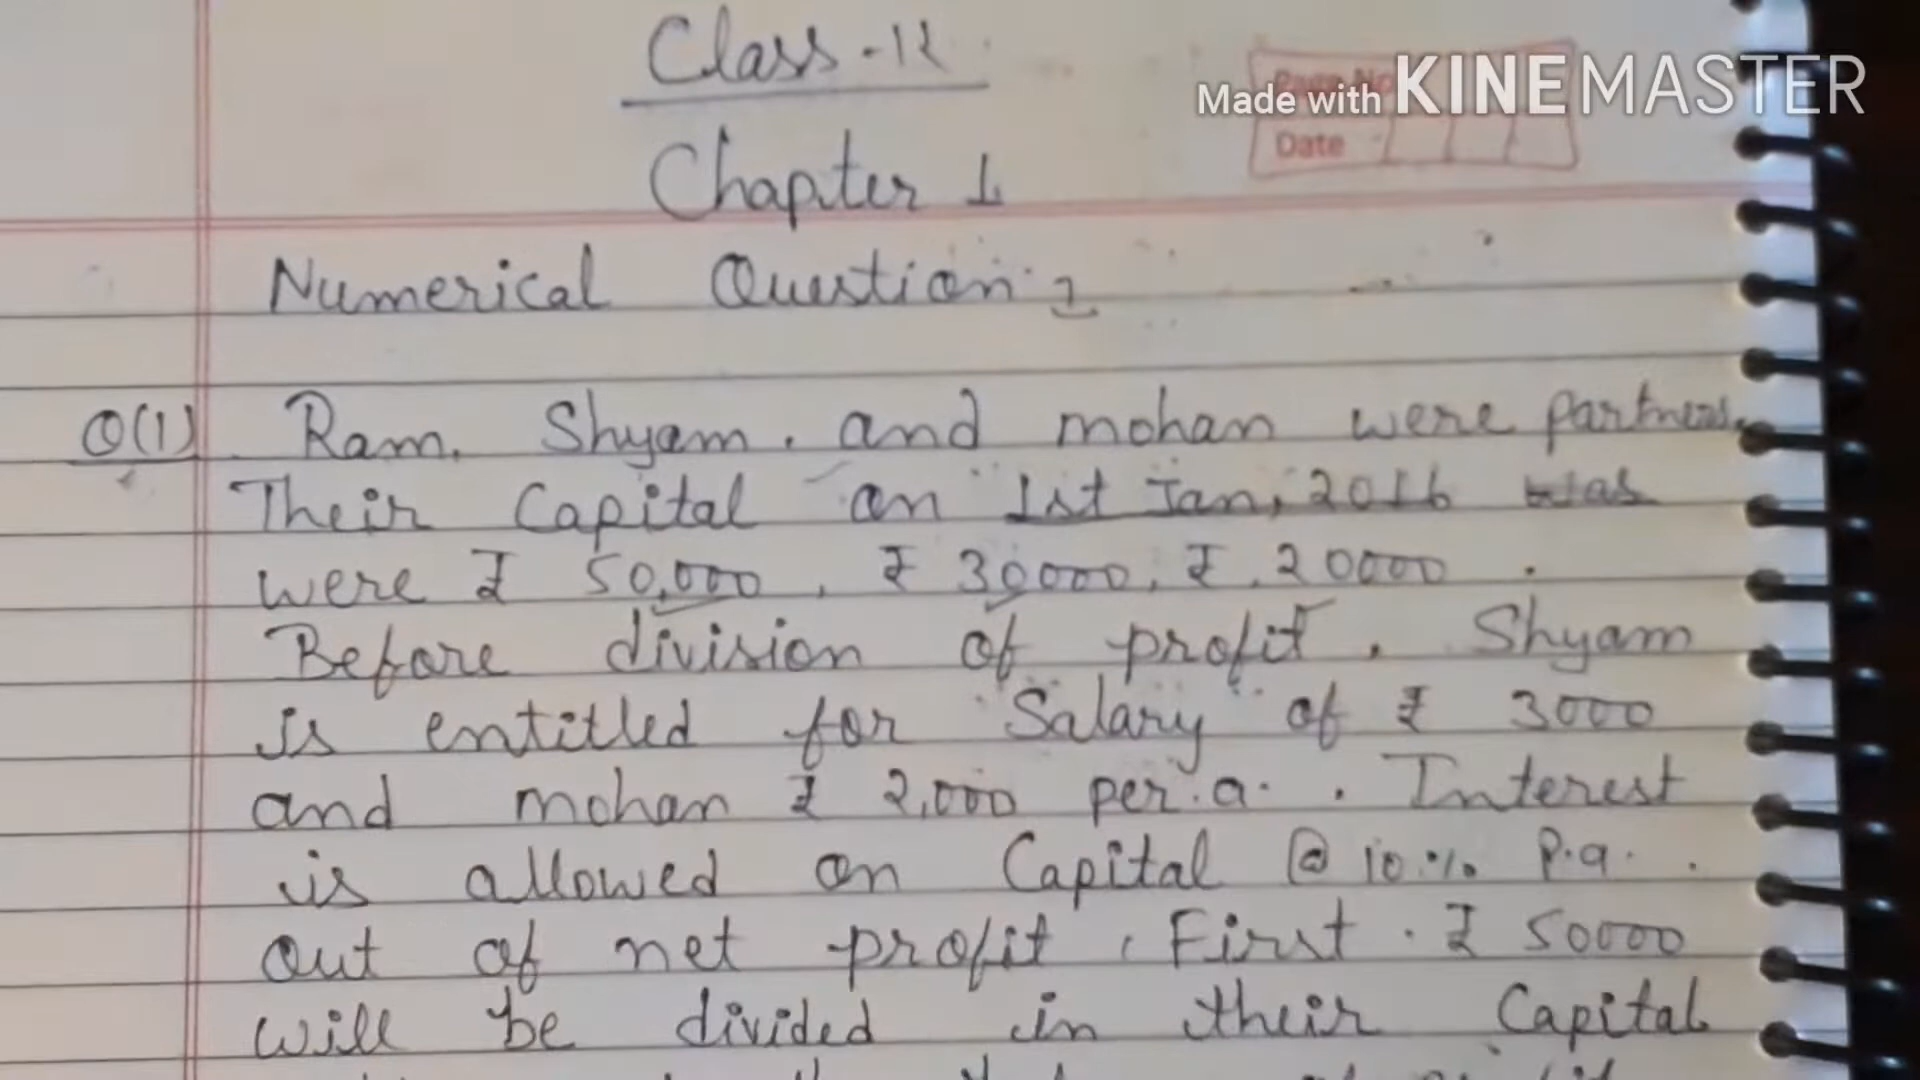 Class-12
Made with KINEMASTER
Page No
Date
Chapter 1
Numerical Question:-
Q(1) Ram, Shyam, and mohan were partners.
Their Capital on 1st Jan, 2016 was
were ₹ 50,000, ₹ 30000, ₹ 20000.
Before division of profit, Shyam
is entitled for Salary of ₹ 3000
and mohan ₹ 2,000 per.a. . Interest
is allowed on Capital @ 10% P.a. .
out of net profit, First ₹ 50000
will be divided in their Capital